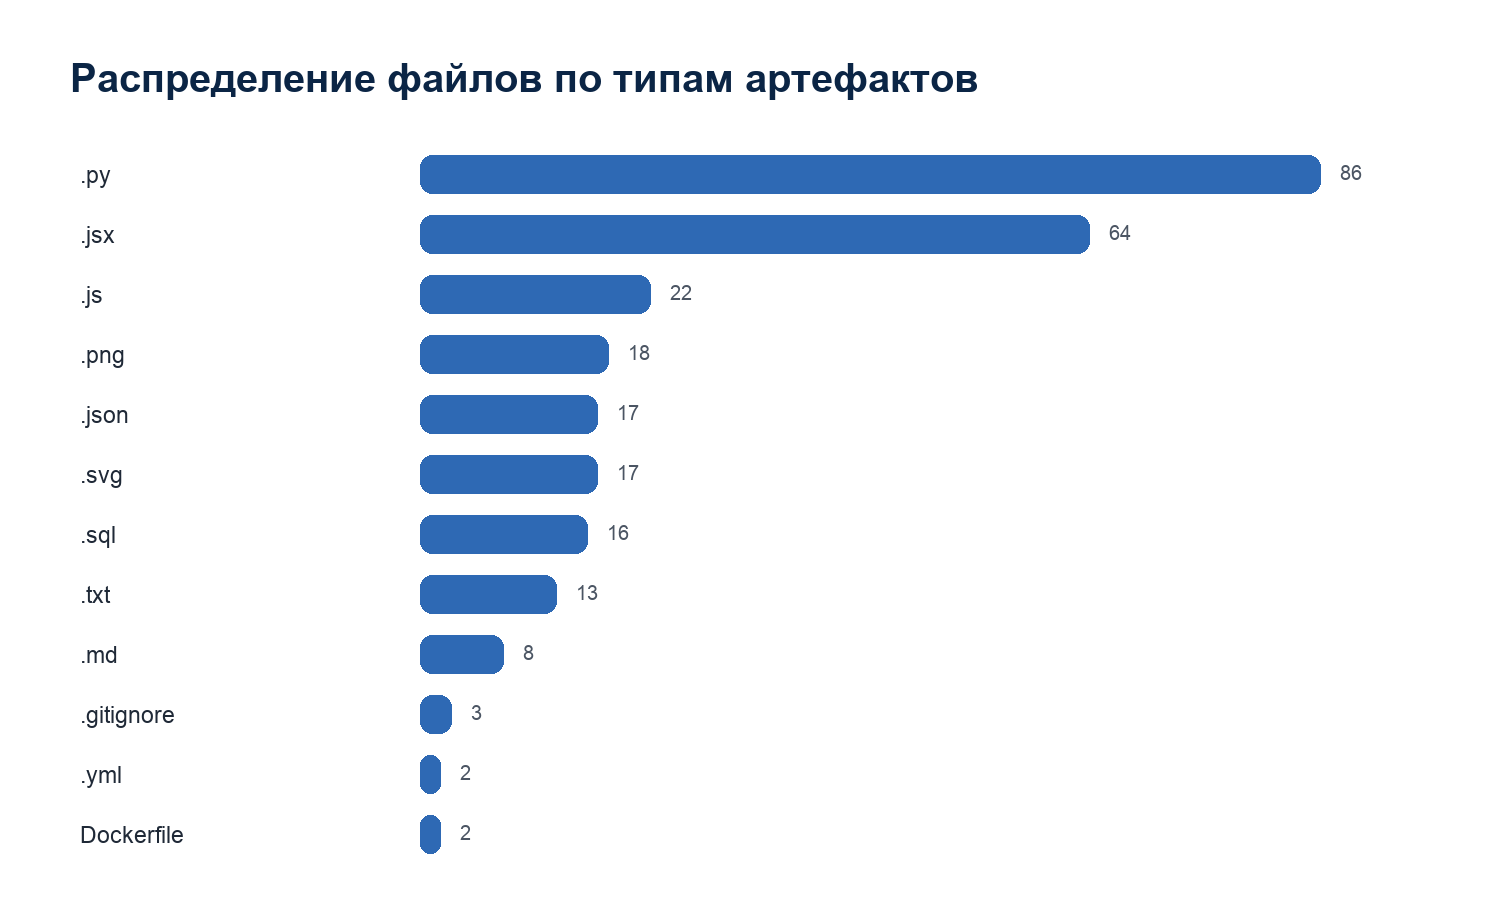 Распределение файлов по типам артефактов
.py 86
.jsx 64
.js 22
.png 18
.json 17
.svg 17
.sql 16
.txt 13
.md 8
.gitignore 3
.yml 2
Dockerfile 2